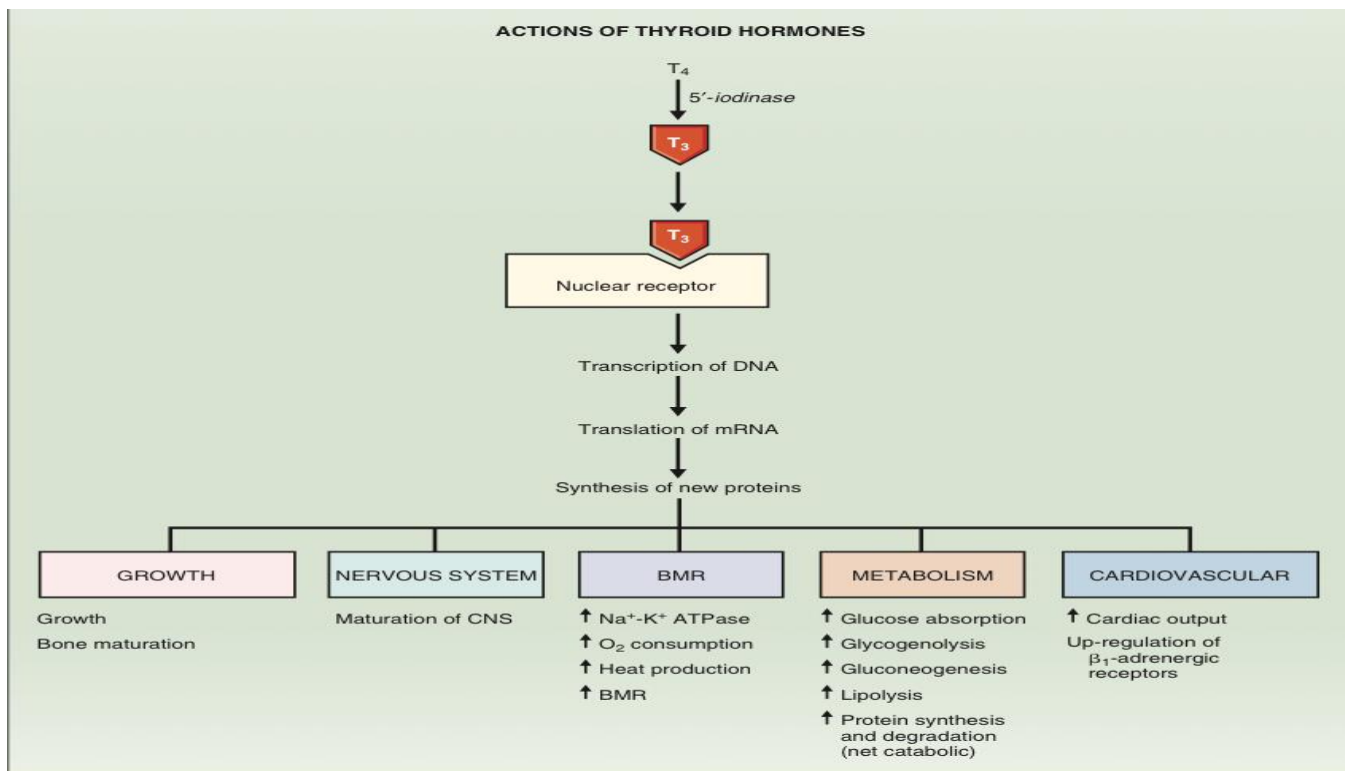 ACTIONS OF THYROID HORMONES
T₄
5′-iodinase
T₃
T₃
Nuclear receptor
Transcription of DNA
Translation of mRNA
Synthesis of new proteins
GROWTH
Growth
Bone maturation
NERVOUS SYSTEM
Maturation of CNS
BMR
↑ Na⁺-K⁺ ATPase
↑ O₂ consumption
↑ Heat production
↑ BMR
METABOLISM
↑ Glucose absorption
↑ Glycogenolysis
↑ Gluconeogenesis
↑ Lipolysis
↑ Protein synthesis
and degradation
(net catabolic)
CARDIOVASCULAR
↑ Cardiac output
Up-regulation of
β₁-adrenergic
receptors